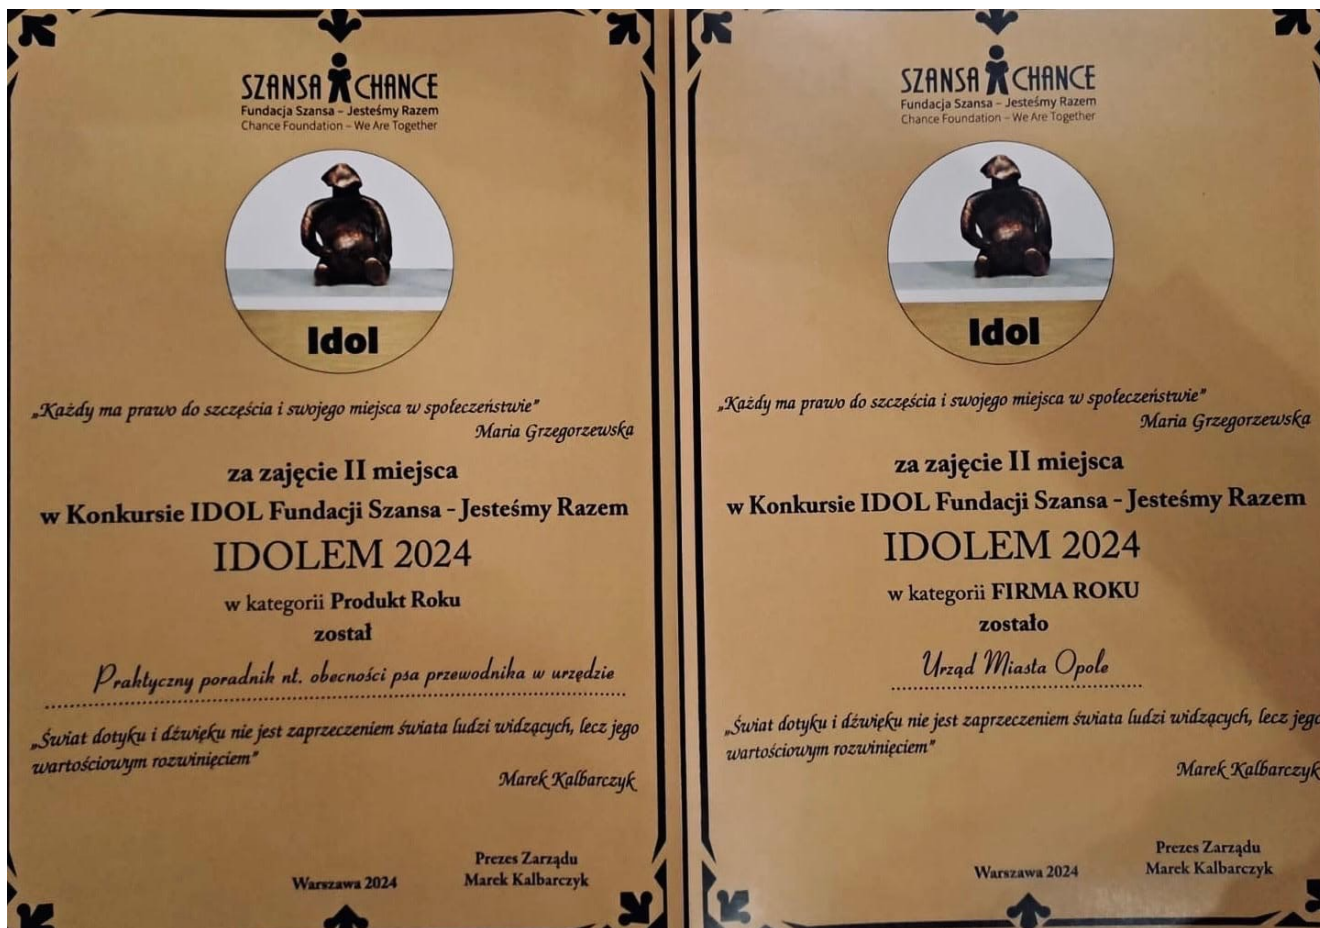 SZANSA CHANCE
Fundacja Szansa – Jesteśmy Razem
Chance Foundation – We Are Together
Idol
„Każdy ma prawo do szczęścia i swojego miejsca w społeczeństwie”
Maria Grzegorzewska
za zajęcie II miejsca
w Konkursie IDOL Fundacji Szansa - Jesteśmy Razem
IDOLEM 2024
w kategorii Produkt Roku
został
Praktyczny poradnik nt. obecności psa przewodnika w urzędzie
„Świat dotyku i dźwięku nie jest zaprzeczeniem świata ludzi widzących, lecz jego
wartościowym rozwinięciem”
Marek Kalbarczyk
Prezes Zarządu
Warszawa 2024 Marek Kalbarczyk
SZANSA CHANCE
Fundacja Szansa – Jesteśmy Razem
Chance Foundation – We Are Together
Idol
„Każdy ma prawo do szczęścia i swojego miejsca w społeczeństwie”
Maria Grzegorzewska
za zajęcie II miejsca
w Konkursie IDOL Fundacji Szansa - Jesteśmy Razem
IDOLEM 2024
w kategorii FIRMA ROKU
zostało
Urząd Miasta Opole
„Świat dotyku i dźwięku nie jest zaprzeczeniem świata ludzi widzących, lecz jego
wartościowym rozwinięciem”
Marek Kalbarczyk
Prezes Zarządu
Warszawa 2024 Marek Kalbarczyk